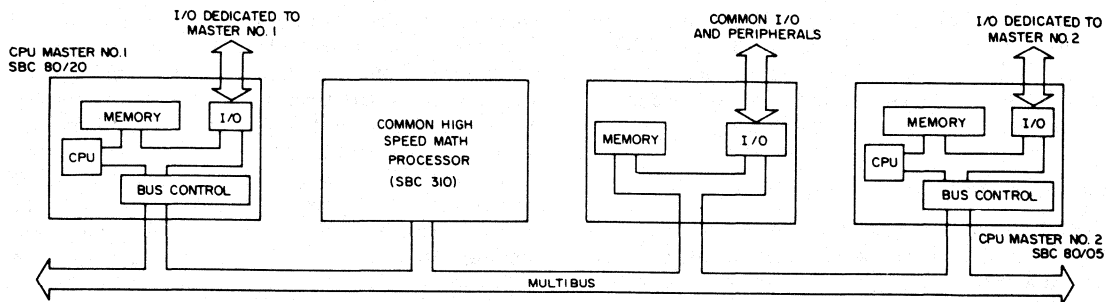 I/O DEDICATED TO
MASTER NO.1
CPU MASTER NO.1
SBC 80/20
MEMORY
I/O
CPU
BUS CONTROL
COMMON HIGH
SPEED MATH
PROCESSOR
(SBC 310)
COMMON I/O
AND PERIPHERALS
MEMORY
I/O
I/O DEDICATED TO
MASTER NO.2
MEMORY
I/O
CPU
BUS CONTROL
CPU MASTER NO. 2
SBC 80/05
MULTIBUS